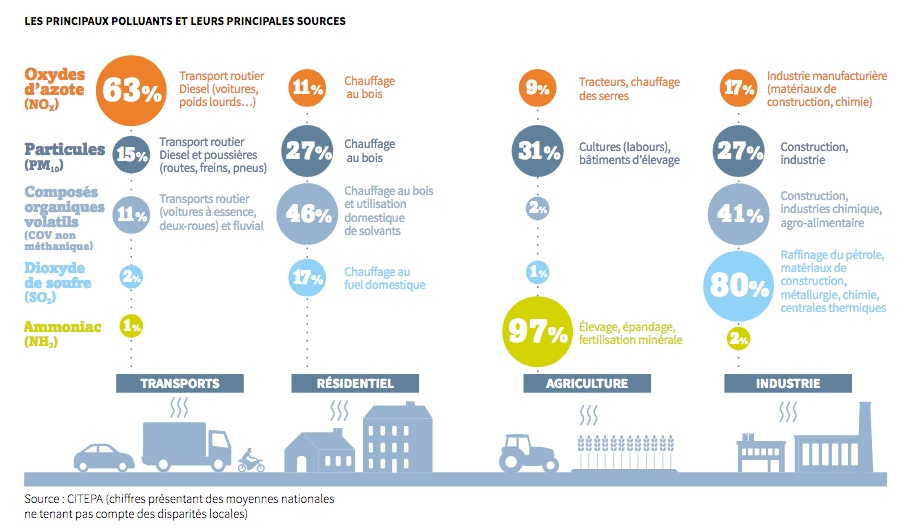 LES PRINCIPAUX POLLUANTS ET LEURS PRINCIPALES SOURCES
Oxydes
d'azote
(NOx)
63%
Transport routier
Diesel (voitures,
poids lourds...)
11%
Chauffage
au bois
9%
Tracteurs, chauffage
des serres
17%
Industrie manufacturière
(matériaux de
construction, chimie)
Particules
(PM10)
15%
Transport routier
Diesel et poussières
(routes, freins, pneus)
27%
Chauffage
au bois
31%
Cultures (labours),
bâtiments d'élevage
27%
Construction,
industrie
Composés
organiques
volatils
(COV non
méthanique)
11%
Transports routier
(voitures à essence,
deux-roues) et fluvial
46%
Chauffage au bois
et utilisation
domestique
de solvants
2%
41%
Construction,
industries chimique,
agro-alimentaire
Dioxyde
de soufre
(SO2)
2%
17%
Chauffage au
fuel domestique
1%
80%
Raffinage du pétrole,
matériaux de
construction,
métallurgie, chimie,
centrales thermiques
Ammoniac
(NH3)
1%
97%
Élevage, épandage,
fertilisation minérale
2%
TRANSPORTS
RÉSIDENTIEL
AGRICULTURE
INDUSTRIE
Source : CITEPA (chiffres présentant des moyennes nationales
ne tenant pas compte des disparités locales)